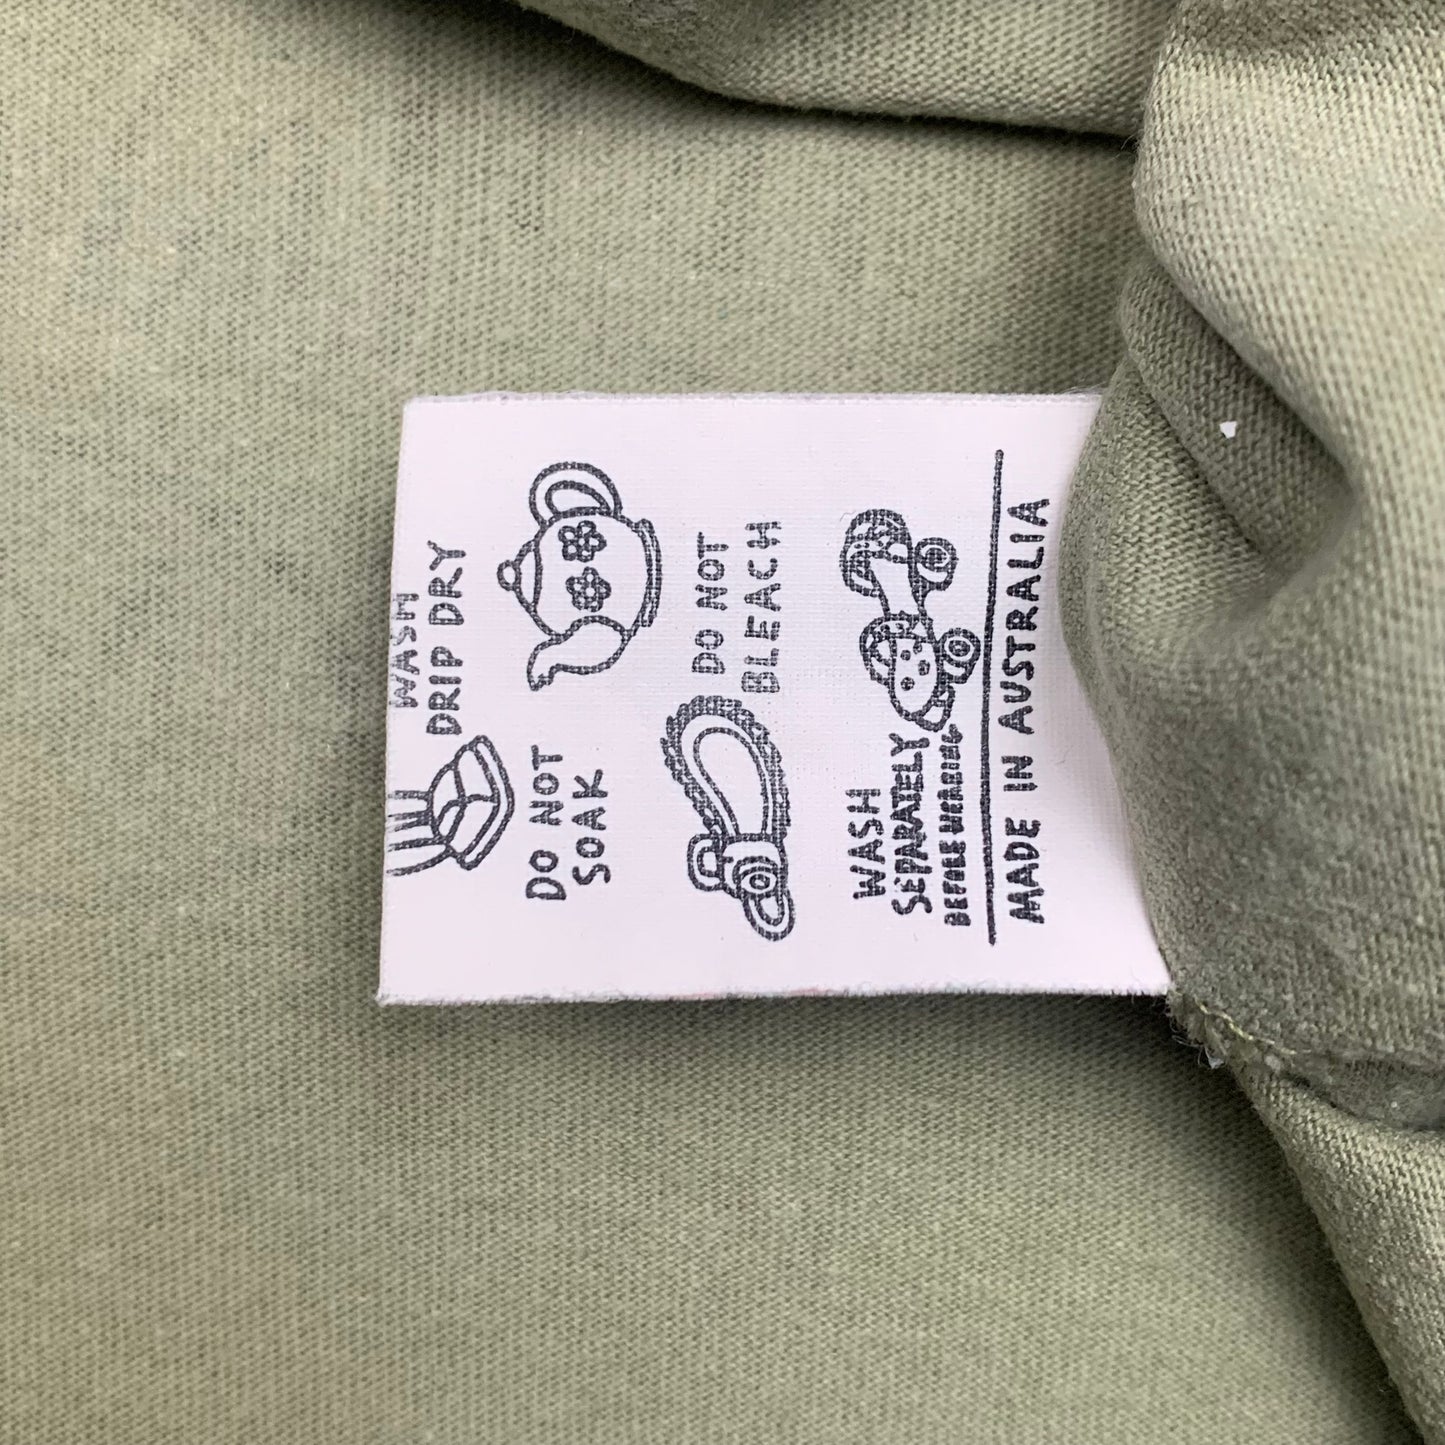 WASH
DRIP DRY
DO NOT
SOAK
DO NOT
BLEACH
WASH
SEPARATELY
BEFORE WEARING
MADE IN AUSTRALIA